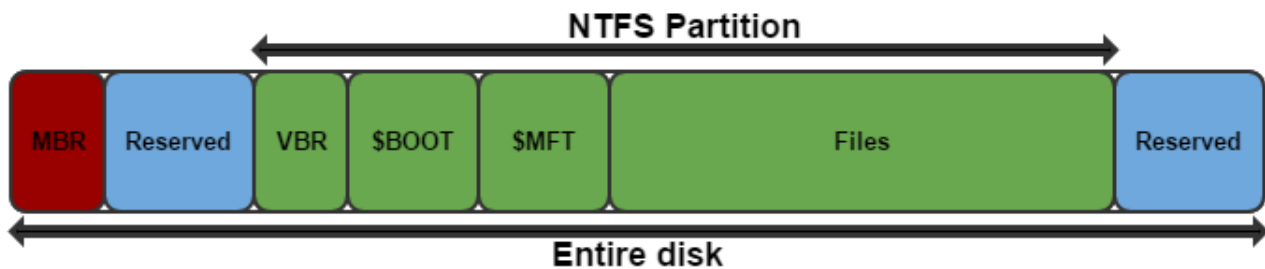 NTFS Partition
MBR Reserved VBR $BOOT $MFT Files Reserved
Entire disk